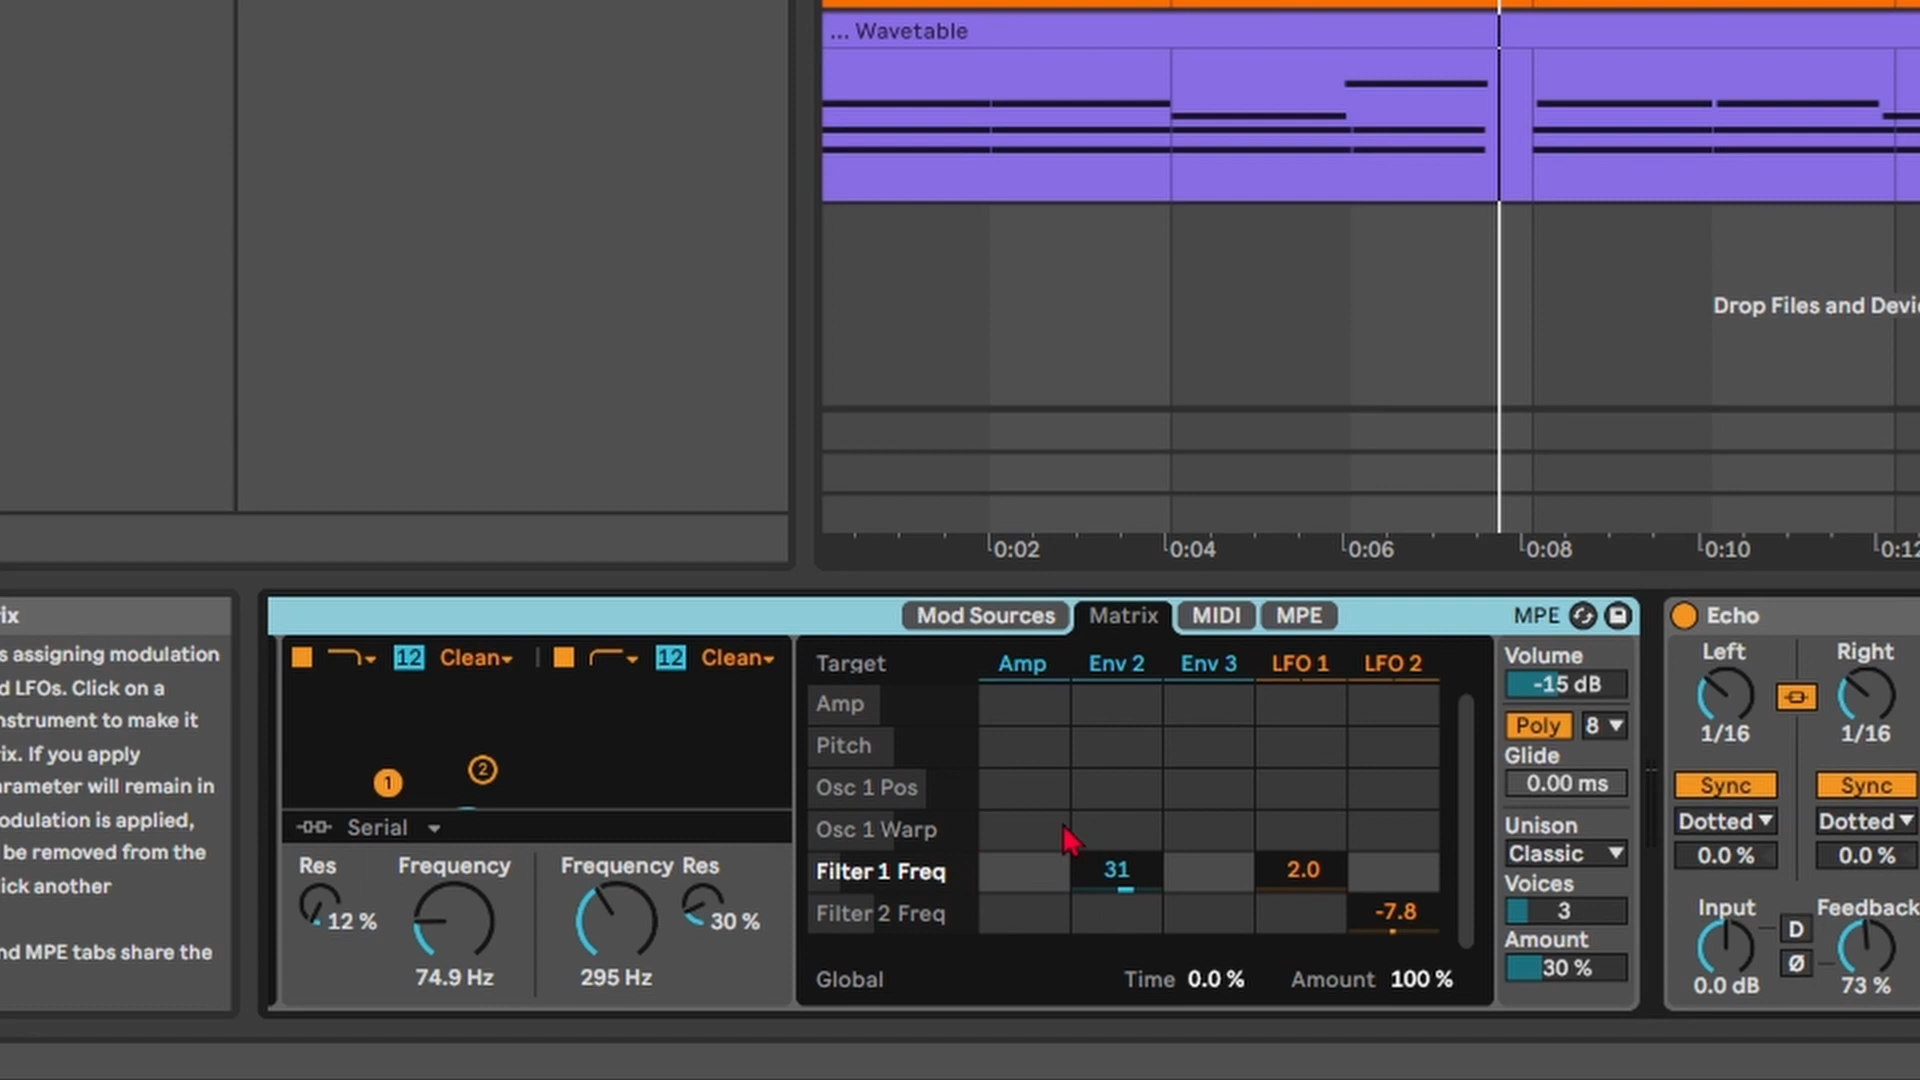 ... Wavetable
Drop Files and Devi
0:02 0:04 0:06 0:08 0:10 0:12
rix
s assigning modulation
d LFOs. Click on a
nstrument to make it
rix. If you apply
arameter will remain in
odulation is applied,
be removed from the
ick another
nd MPE tabs share the
12 Clean 12 Clean
1 2
Serial
Res Frequency Frequency Res
12 % 74.9 Hz 295 Hz 30 %
Mod Sources Matrix MIDI MPE MPE
Target Amp Env 2 Env 3 LFO 1 LFO 2
Amp
Pitch
Osc 1 Pos
Osc 1 Warp
Filter 1 Freq 31 2.0
Filter 2 Freq -7.8
Global Time 0.0 % Amount 100 %
Volume
-15 dB
Poly 8
Glide
0.00 ms
Unison
Classic
Voices
3
Amount
30 %
Echo
Left Right
1/16 1/16
Sync Sync
Dotted Dotted
0.0 % 0.0 %
Input D Feedback
Ø
0.0 dB 73 %